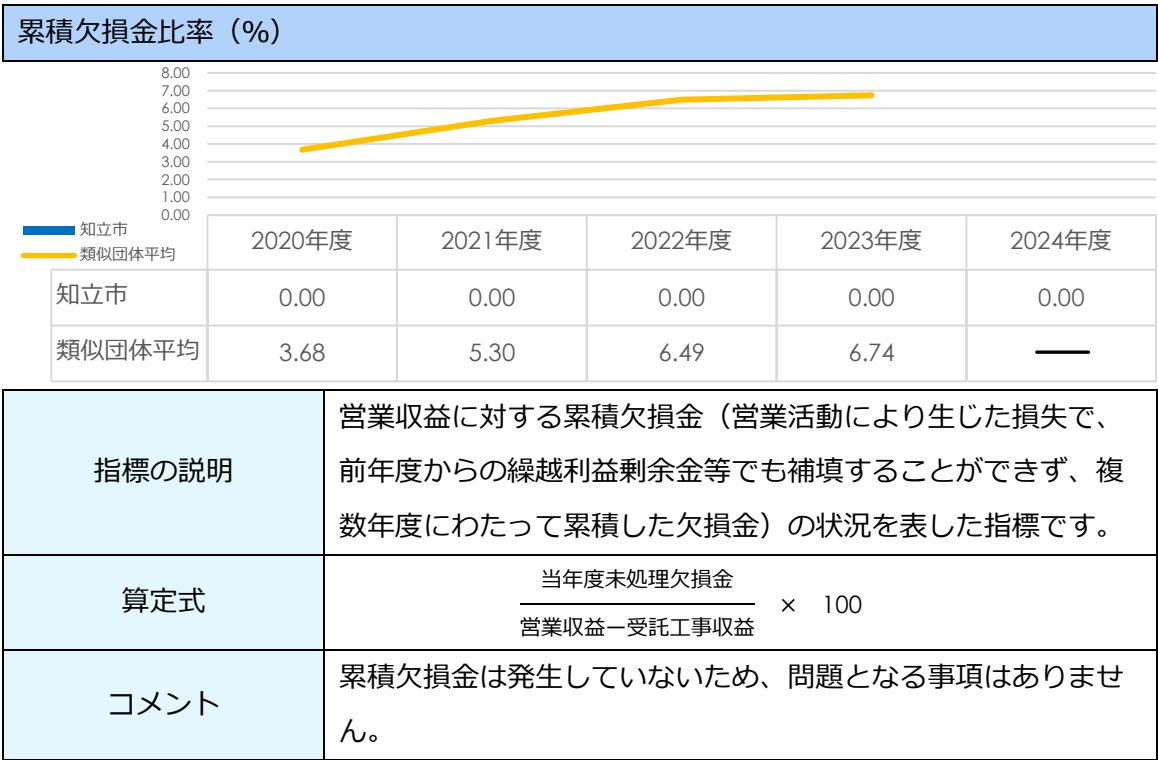 累積欠損金比率（%）
8.00
7.00
6.00
5.00
4.00
3.00
2.00
1.00
0.00
知立市
類似団体平均
2020年度 2021年度 2022年度 2023年度 2024年度
知立市 0.00 0.00 0.00 0.00 0.00
類似団体平均 3.68 5.30 6.49 6.74 ――
指標の説明
営業収益に対する累積欠損金（営業活動により生じた損失で、
前年度からの繰越利益剰余金等でも補填することができず、複
数年度にわたって累積した欠損金）の状況を表した指標です。
算定式
当年度未処理欠損金
営業収益ー受託工事収益
× 100
コメント
累積欠損金は発生していないため、問題となる事項はありませ
ん。